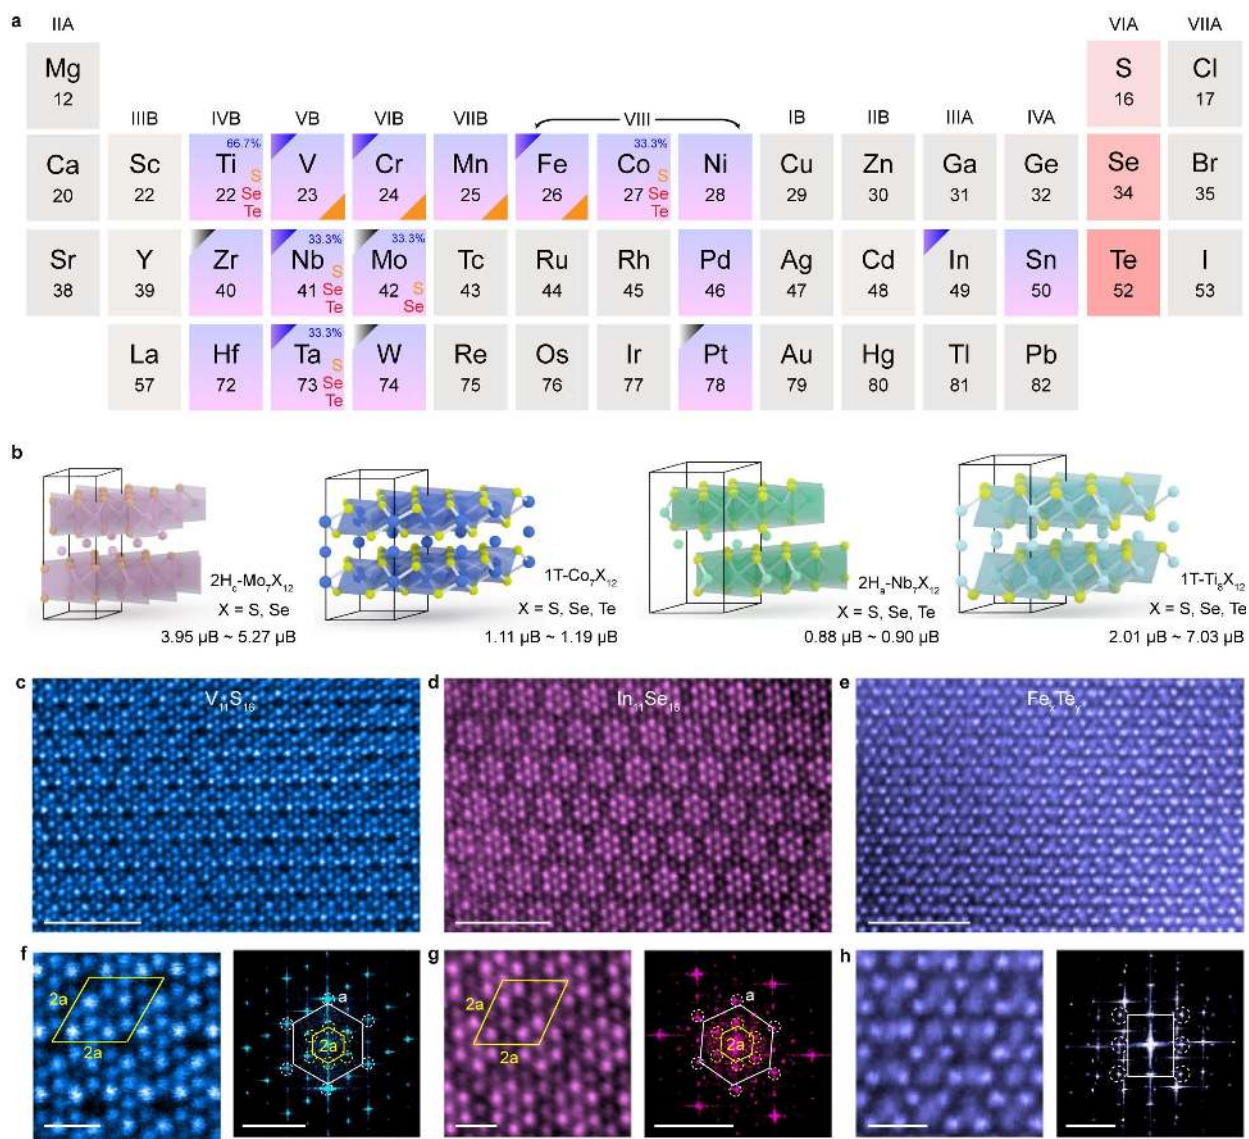 a
IIA
VIA
VIIA
Mg
12
S
16
Cl
17
IIIB
IVB
VB
VIB
VIIB
VIII
IB
IIB
IIIA
IVA
Ca
20
Sc
22
66.7%
Ti
22
S
Se
Te
V
23
Cr
24
Mn
25
Fe
26
33.3%
Co
27
S
Se
Te
Ni
28
Cu
29
Zn
30
Ga
31
Ge
32
Se
34
Br
35
Sr
38
Y
39
Zr
40
33.3%
Nb
41
S
Se
Te
33.3%
Mo
42
S
Se
Tc
43
Ru
44
Rh
45
Pd
46
Ag
47
Cd
48
In
49
Sn
50
Te
52
I
53
La
57
Hf
72
33.3%
Ta
73
S
Se
Te
W
74
Re
75
Os
76
Ir
77
Pt
78
Au
79
Hg
80
Tl
81
Pb
82
b
2H_c-Mo₇X₁₂
X = S, Se
3.95 μB ~ 5.27 μB
1T-Co₇X₁₂
X = S, Se, Te
1.11 μB ~ 1.19 μB
2Hₐ-Nb₇X₁₂
X = S, Se, Te
0.88 μB ~ 0.90 μB
1T-Ti₈X₁₂
X = S, Se, Te
2.01 μB ~ 7.03 μB
c
V₁₁S₁₆
d
In₁₁Se₁₆
e
FeₓTeᵧ
f
2a
2a
a
2a
g
2a
2a
a
2a
h